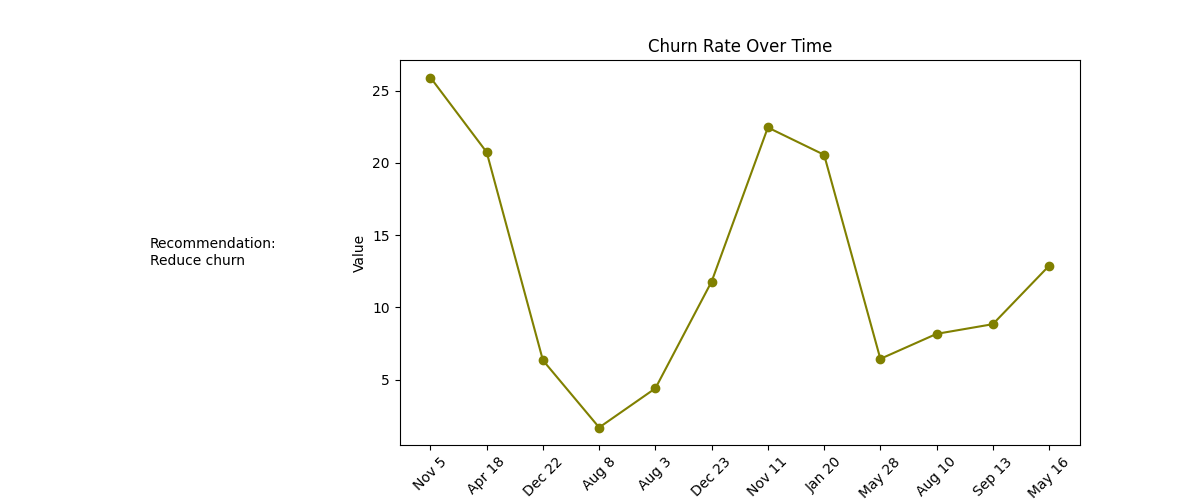 Churn Rate Over Time
Recommendation:
Reduce churn
Value
25
20
15
10
5
Nov 5
Apr 18
Dec 22
Aug 8
Aug 3
Dec 23
Nov 11
Jan 20
May 28
Aug 10
Sep 13
May 16